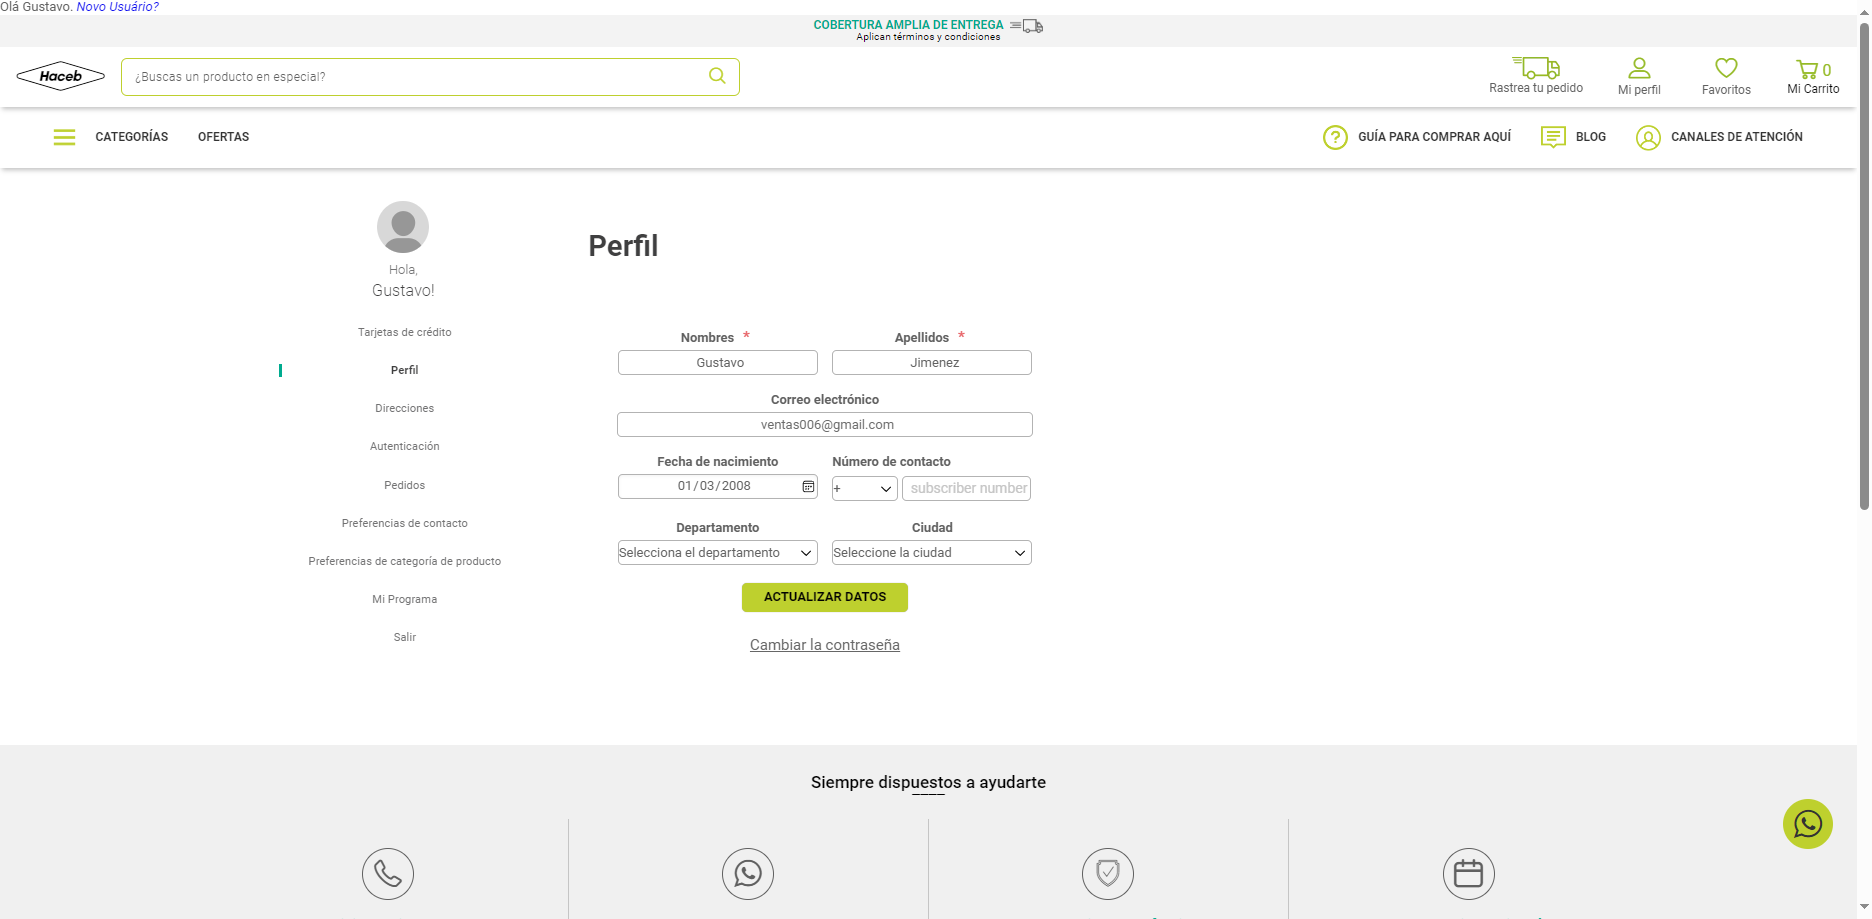 Olá Gustavo. Novo Usuário?
COBERTURA AMPLIA DE ENTREGA
Aplican términos y condiciones
Haceb
¿Buscas un producto en especial?
Rastrea tu pedido
Mi perfil
Favoritos
0
Mi Carrito
CATEGORÍAS
OFERTAS
GUÍA PARA COMPRAR AQUÍ
BLOG
CANALES DE ATENCIÓN
Hola,
Gustavo!
Tarjetas de crédito
Perfil
Direcciones
Autenticación
Pedidos
Preferencias de contacto
Preferencias de categoría de producto
Mi Programa
Salir
Perfil
Nombres *
Apellidos *
Gustavo
Jimenez
Correo electrónico
ventas006@gmail.com
Fecha de nacimiento
Número de contacto
01/03/2008
+
subscriber number
Departamento
Ciudad
Selecciona el departamento
Seleccione la ciudad
ACTUALIZAR DATOS
Cambiar la contraseña
Siempre dispuestos a ayudarte